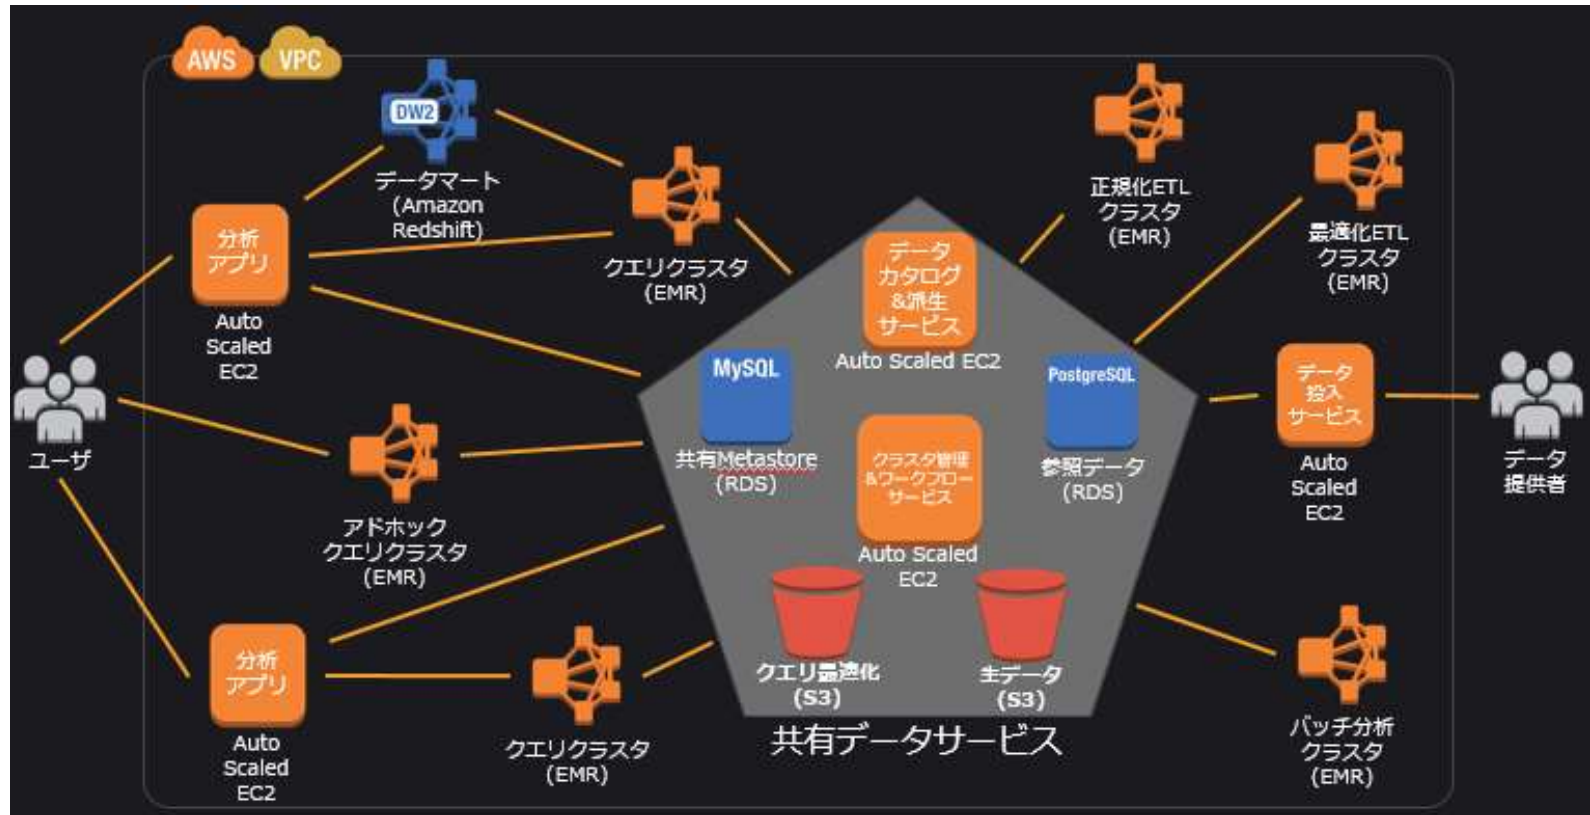 AWS
VPC
DW2
データマート
(Amazon
Redshift)
分析
アプリ
Auto
Scaled
EC2
クエリクラスタ
(EMR)
正規化ETL
クラスタ
(EMR)
最適化ETL
クラスタ
(EMR)
データ
カタログ
&派生
サービス
Auto Scaled EC2
MySQL
共有Metastore
(RDS)
PostgreSQL
参照データ
(RDS)
クラスタ管理
&ワークフロー
サービス
Auto Scaled
EC2
データ
投入
サービス
Auto
Scaled
EC2
ユーザ
データ
提供者
アドホック
クエリクラスタ
(EMR)
分析
アプリ
Auto
Scaled
EC2
クエリクラスタ
(EMR)
クエリ最適化
(S3)
生データ
(S3)
共有データサービス
バッチ分析
クラスタ
(EMR)